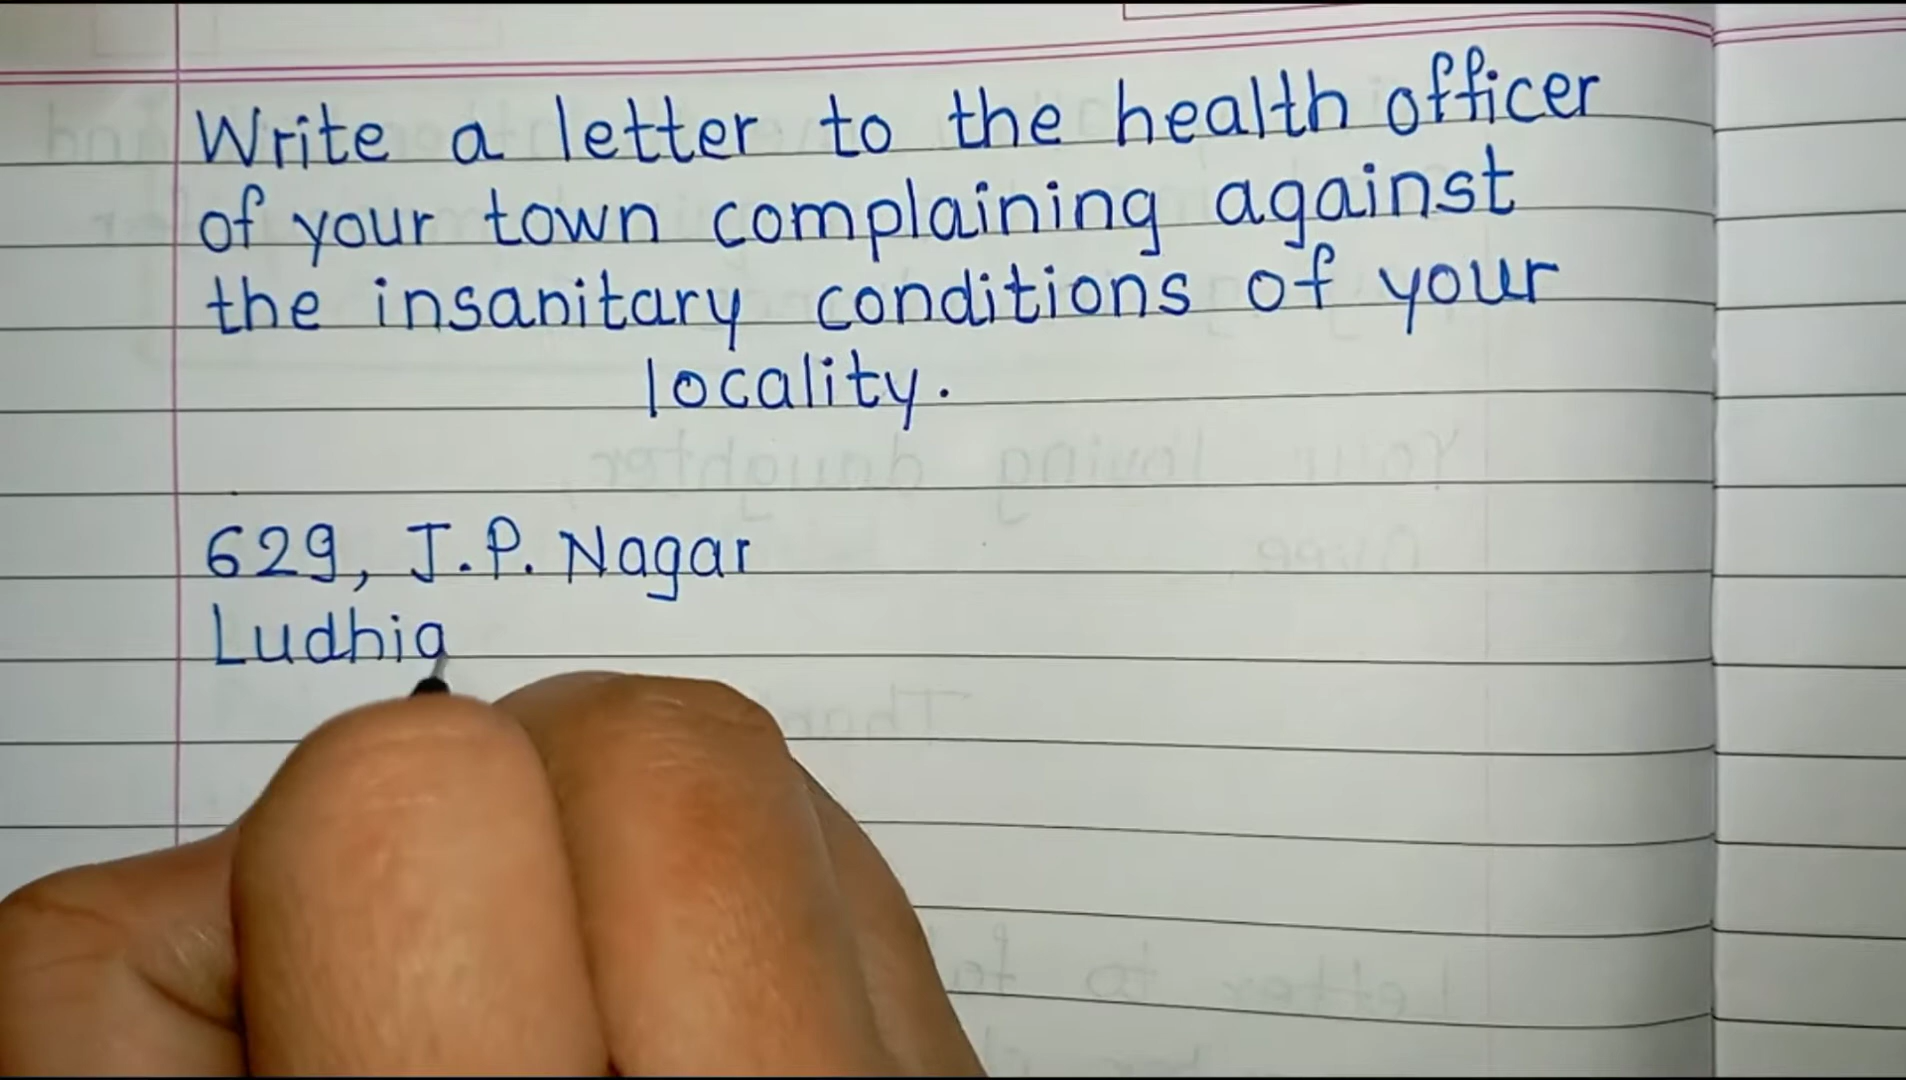 Write a letter to the health officer
of your town complaining against
the insanitary conditions of your
locality.
629, J.P. Nagar
Ludhia